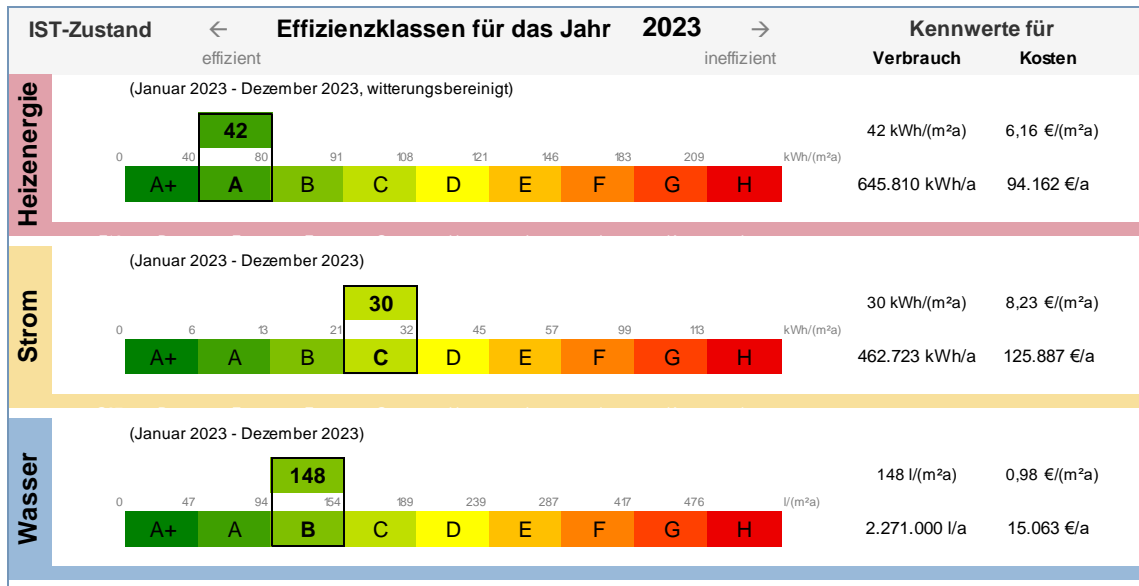 IST-Zustand ← Effizienzklassen für das Jahr 2023 → Kennwerte für
effizient ineffizient Verbrauch Kosten
Heizenergie
(Januar 2023 - Dezember 2023, witterungsbereinigt)
42 42 kWh/(m²a) 6,16 €/(m²a)
0 40 80 91 108 121 146 183 209 kWh/(m²a)
A+ A B C D E F G H 645.810 kWh/a 94.162 €/a
Strom
(Januar 2023 - Dezember 2023)
30 30 kWh/(m²a) 8,23 €/(m²a)
0 6 13 21 32 45 57 99 113 kWh/(m²a)
A+ A B C D E F G H 462.723 kWh/a 125.887 €/a
Wasser
(Januar 2023 - Dezember 2023)
148 148 l/(m²a) 0,98 €/(m²a)
0 47 94 154 189 239 287 417 476 l/(m²a)
A+ A B C D E F G H 2.271.000 l/a 15.063 €/a